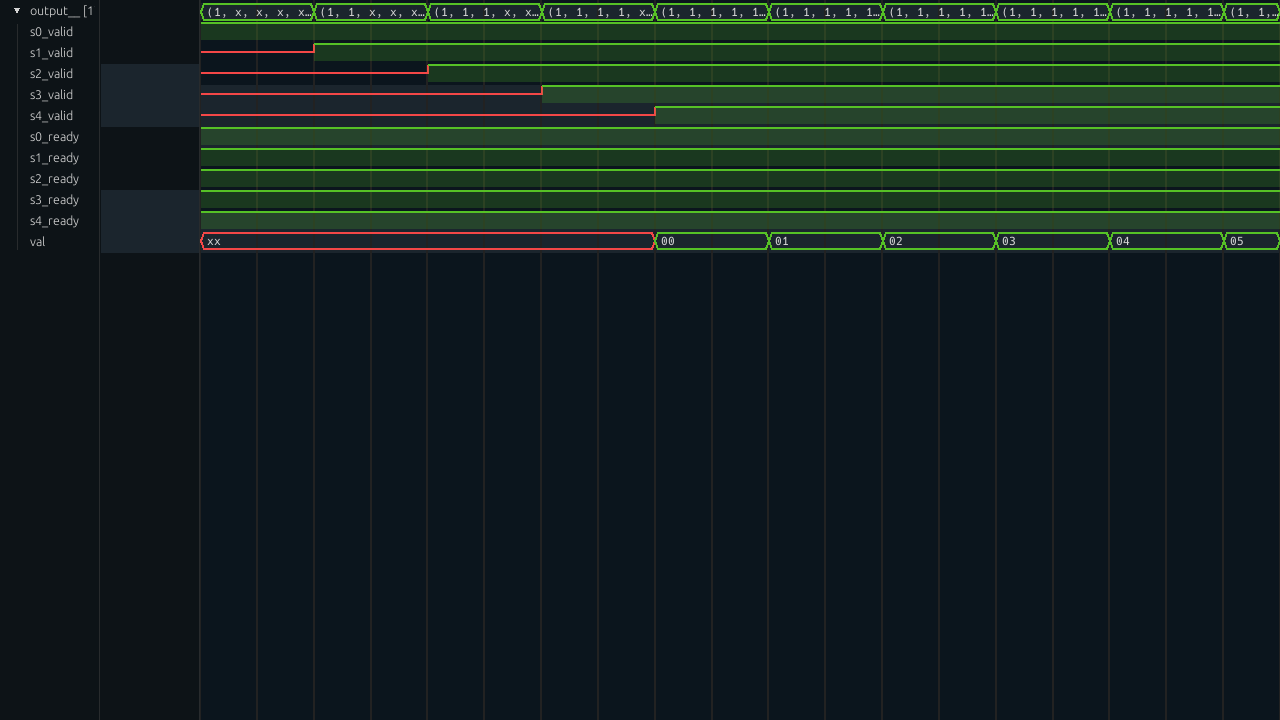 output__ [1 (1, x, x, x, x… (1, 1, x, x, x… (1, 1, 1, x, x… (1, 1, 1, 1, x… (1, 1, 1, 1, 1… (1, 1, 1, 1, 1… (1, 1, 1, 1, 1… (1, 1, 1, 1, 1… (1, 1, 1, 1, 1… (1, 1,…
s0_valid
s1_valid
s2_valid
s3_valid
s4_valid
s0_ready
s1_ready
s2_ready
s3_ready
s4_ready
val xx 00 01 02 03 04 05